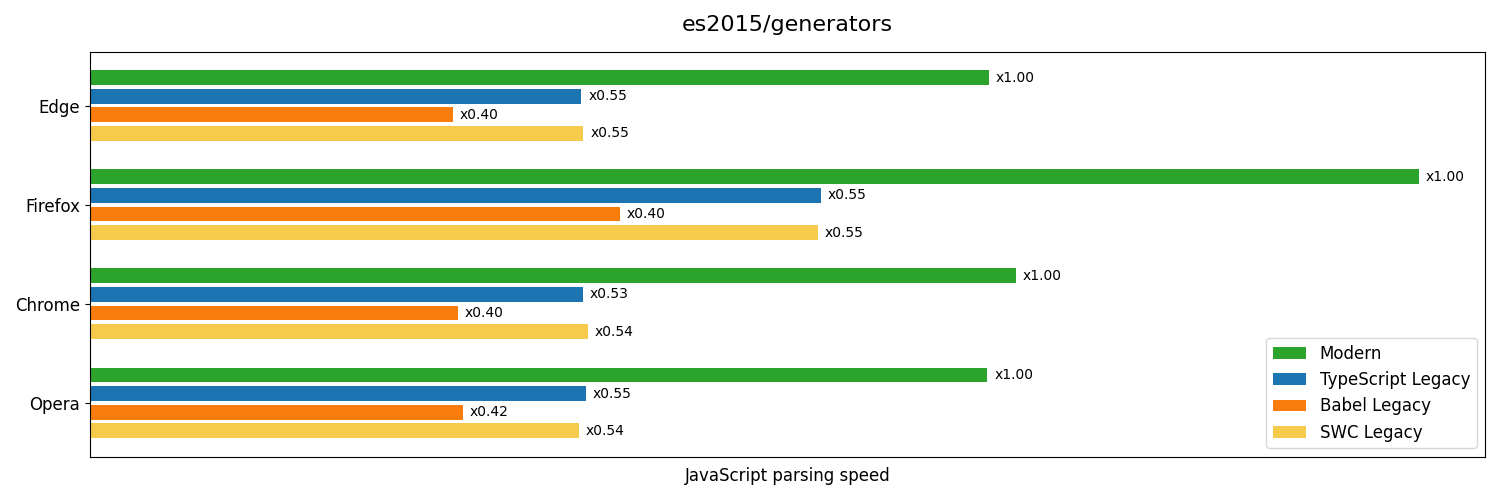 es2015/generators
Edge
x1.00
x0.55
x0.40
x0.55
Firefox
x1.00
x0.55
x0.40
x0.55
Chrome
x1.00
x0.53
x0.40
x0.54
Opera
x1.00
x0.55
x0.42
x0.54
Modern
TypeScript Legacy
Babel Legacy
SWC Legacy
JavaScript parsing speed